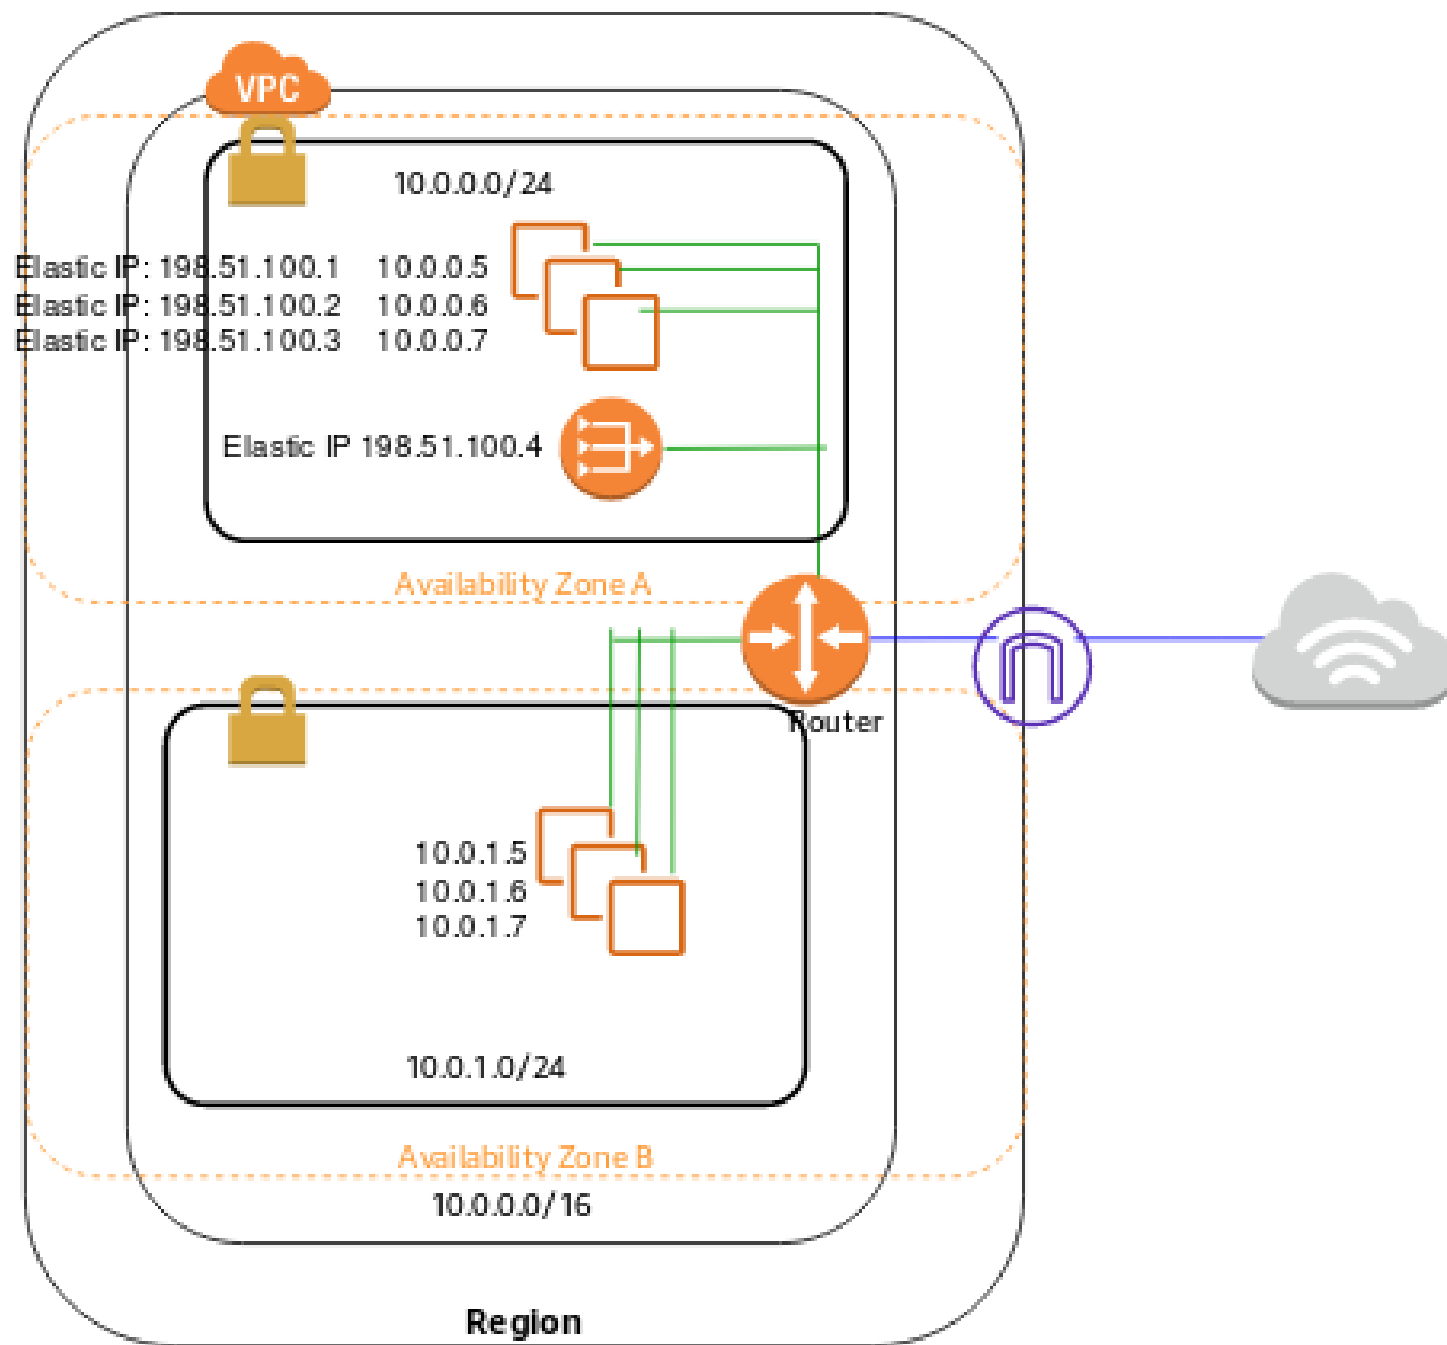 VPC
10.0.0.0/24
Elastic IP: 198.51.100.1 10.0.0.5
Elastic IP: 198.51.100.2 10.0.0.6
Elastic IP: 198.51.100.3 10.0.0.7
Elastic IP 198.51.100.4
Availability Zone A
Router
10.0.1.5
10.0.1.6
10.0.1.7
10.0.1.0/24
Availability Zone B
10.0.0.0/16
Region